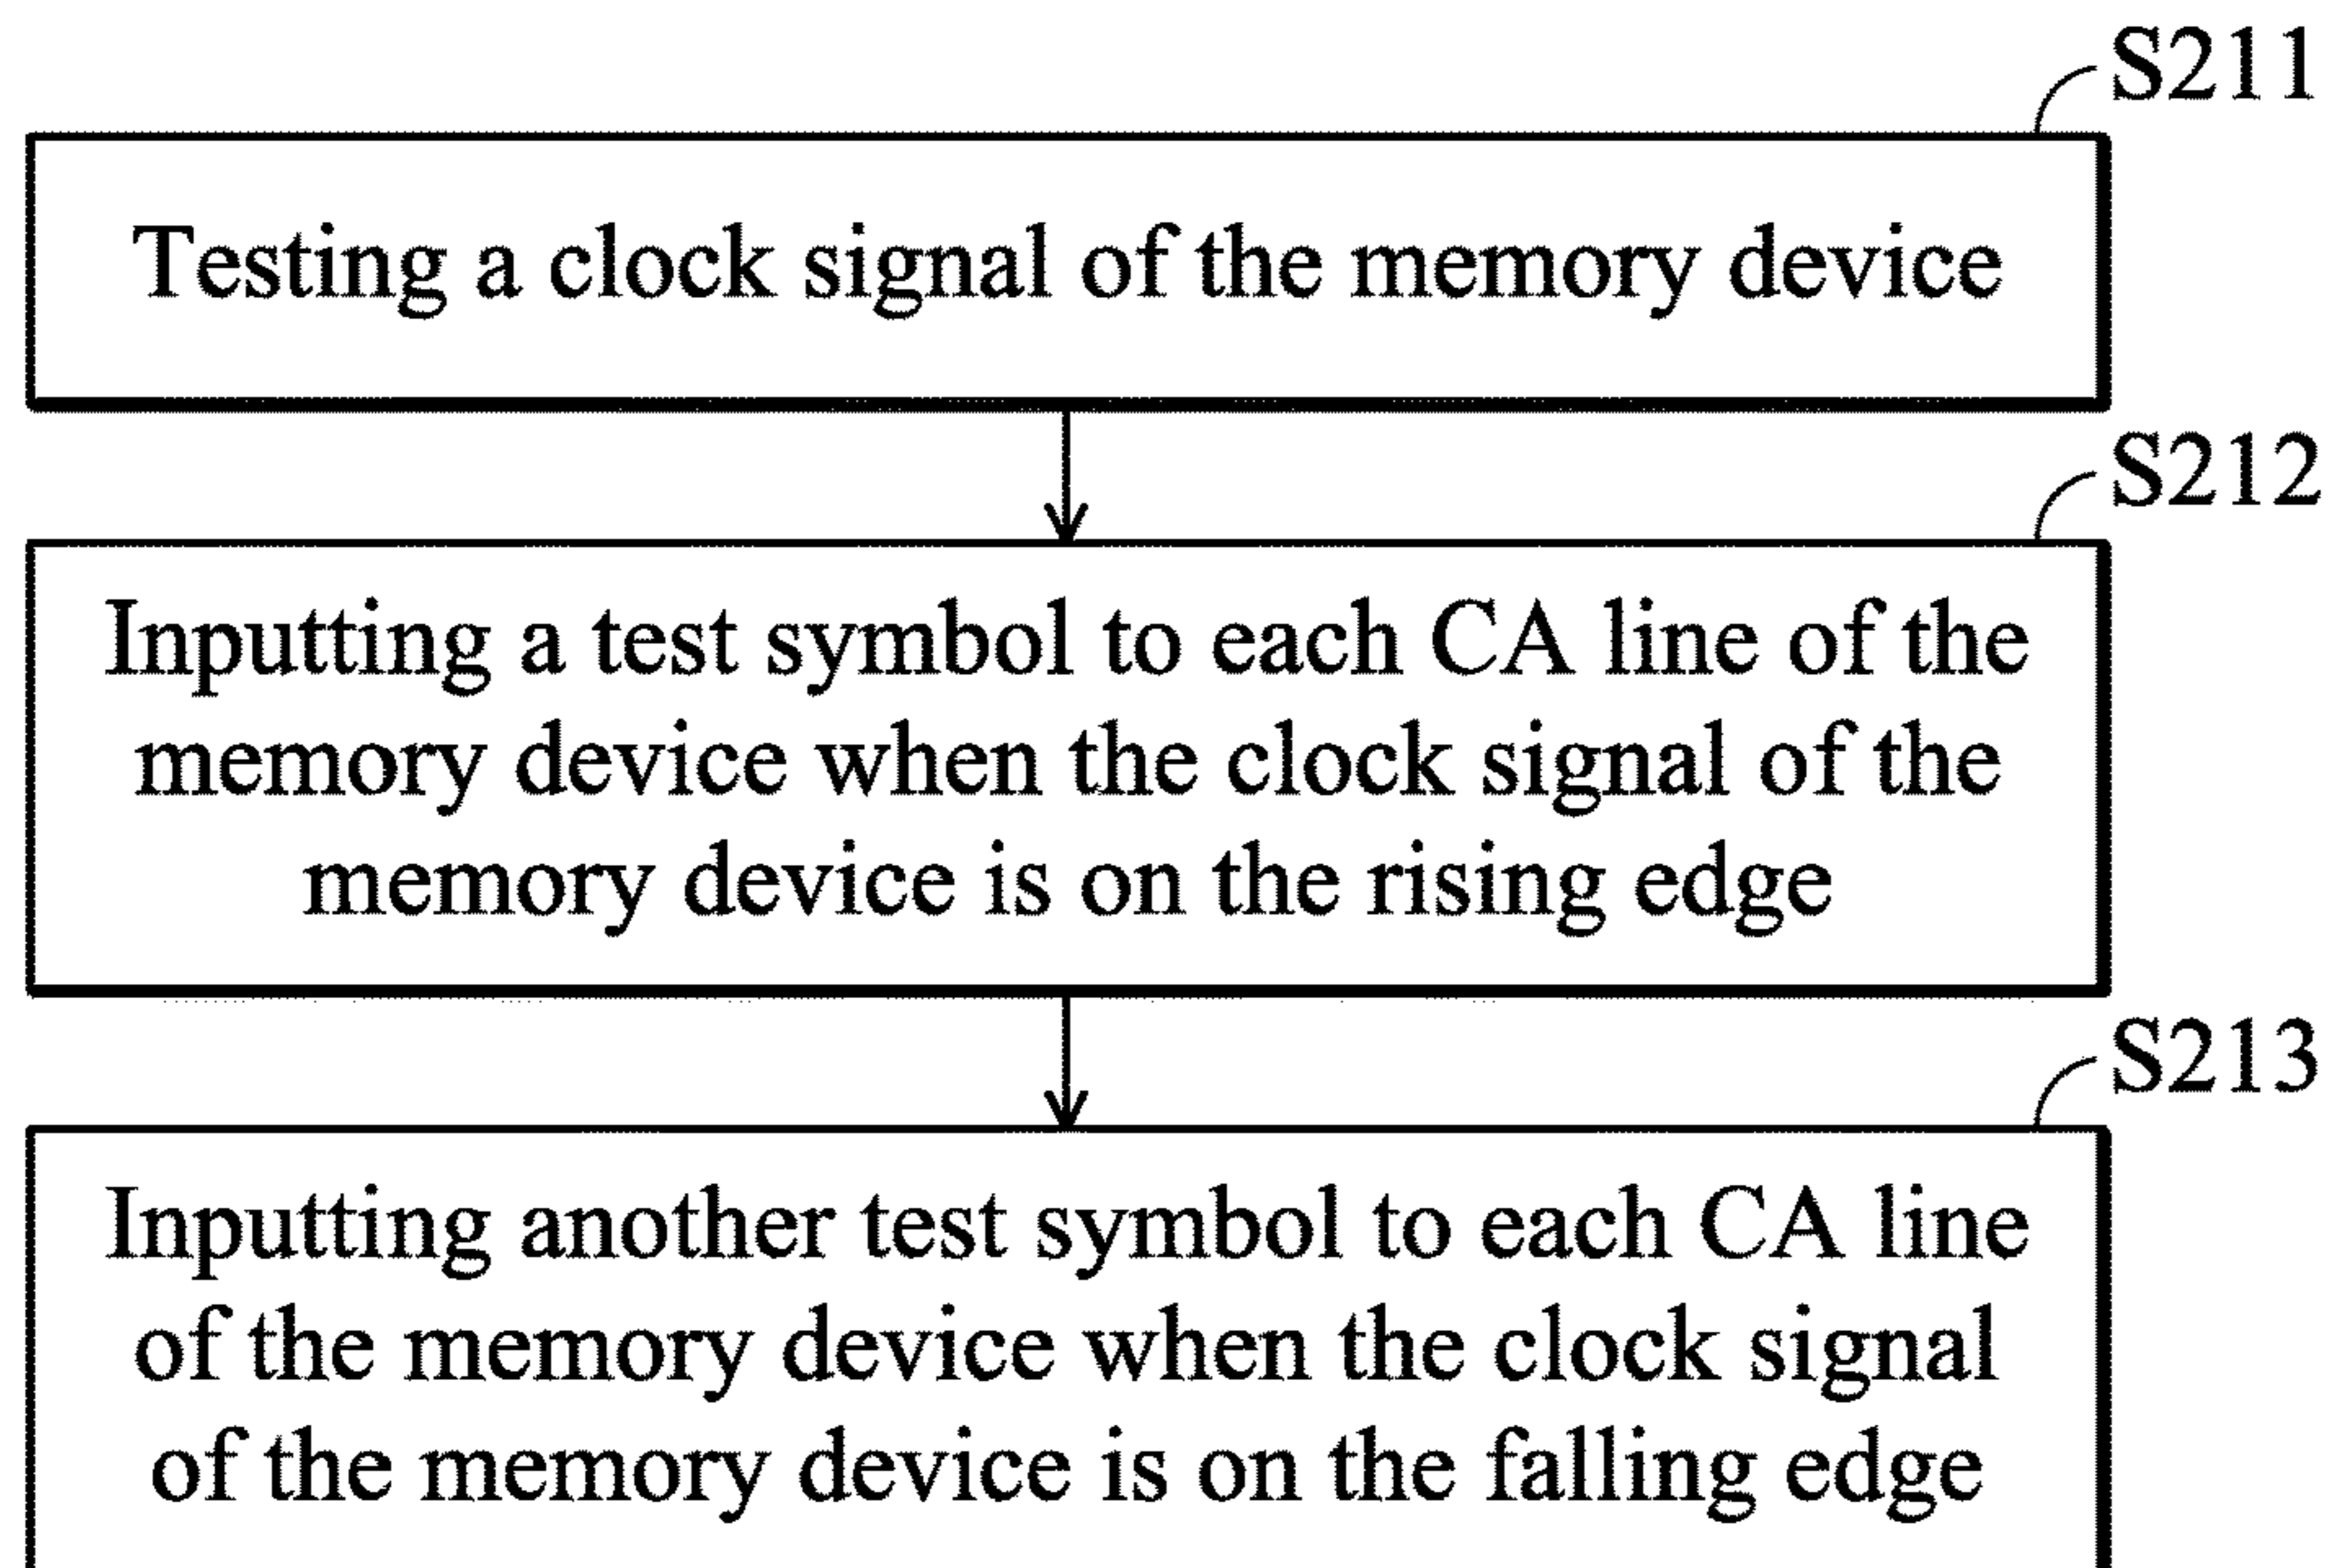 S211
Testing a clock signal of the memory device
S212
Inputting a test symbol to each CA line of the
memory device when the clock signal of the
memory device is on the rising edge
S213
Inputting another test symbol to each CA line
of the memory device when the clock signal
of the memory device is on the falling edge